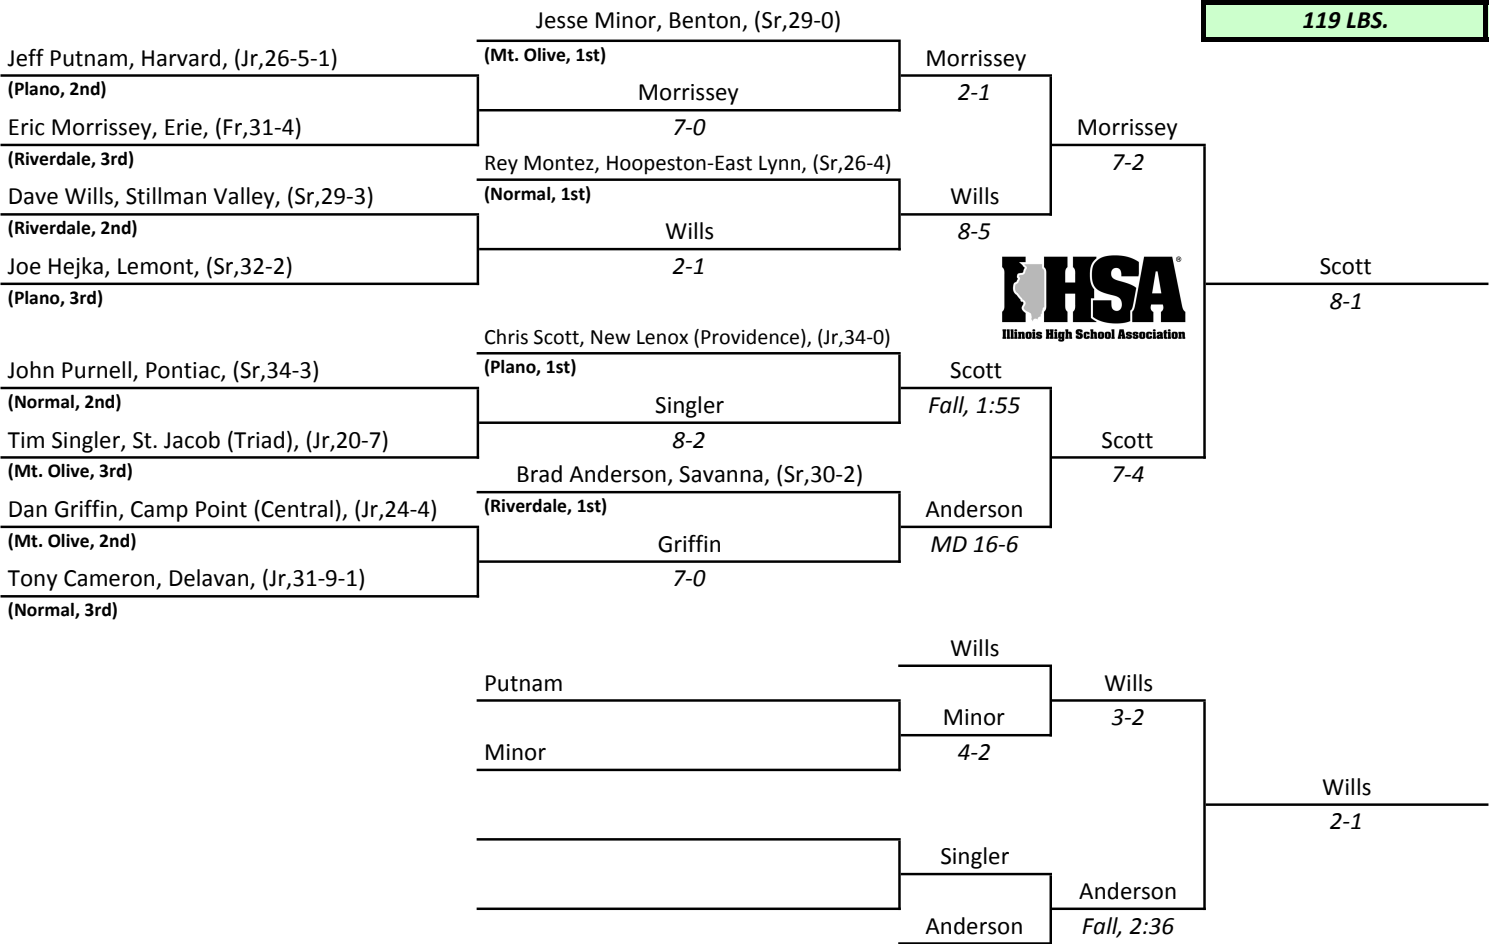 Jesse Minor, Benton, (Sr,29-0)
119 LBS.
Jeff Putnam, Harvard, (Jr,26-5-1)
(Mt. Olive, 1st)
Morrissey
(Plano, 2nd)
Morrissey
2-1
Eric Morrissey, Erie, (Fr,31-4)
7-0
Morrissey
(Riverdale, 3rd)
Rey Montez, Hoopeston-East Lynn, (Sr,26-4)
7-2
Dave Wills, Stillman Valley, (Sr,29-3)
(Normal, 1st)
Wills
(Riverdale, 2nd)
Wills
8-5
Joe Hejka, Lemont, (Sr,32-2)
2-1
IHSA®
Illinois High School Association
Scott
(Plano, 3rd)
8-1
Chris Scott, New Lenox (Providence), (Jr,34-0)
John Purnell, Pontiac, (Sr,34-3)
(Plano, 1st)
Scott
(Normal, 2nd)
Singler
Fall, 1:55
Tim Singler, St. Jacob (Triad), (Jr,20-7)
8-2
Scott
(Mt. Olive, 3rd)
Brad Anderson, Savanna, (Sr,30-2)
7-4
Dan Griffin, Camp Point (Central), (Jr,24-4)
(Riverdale, 1st)
Anderson
(Mt. Olive, 2nd)
Griffin
MD 16-6
Tony Cameron, Delavan, (Jr,31-9-1)
7-0
(Normal, 3rd)
Wills
Putnam
Wills
Minor
3-2
Minor
4-2
Wills
2-1
Singler
Anderson
Anderson
Fall, 2:36